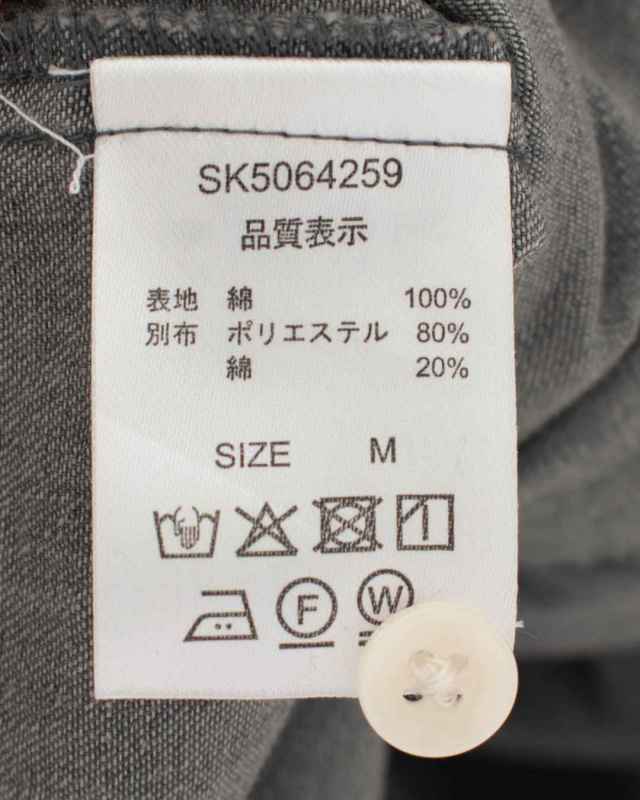 SK5064259
品質表示
表地 綿 100%
別布 ポリエステル 80%
綿 20%
SIZE M
F W